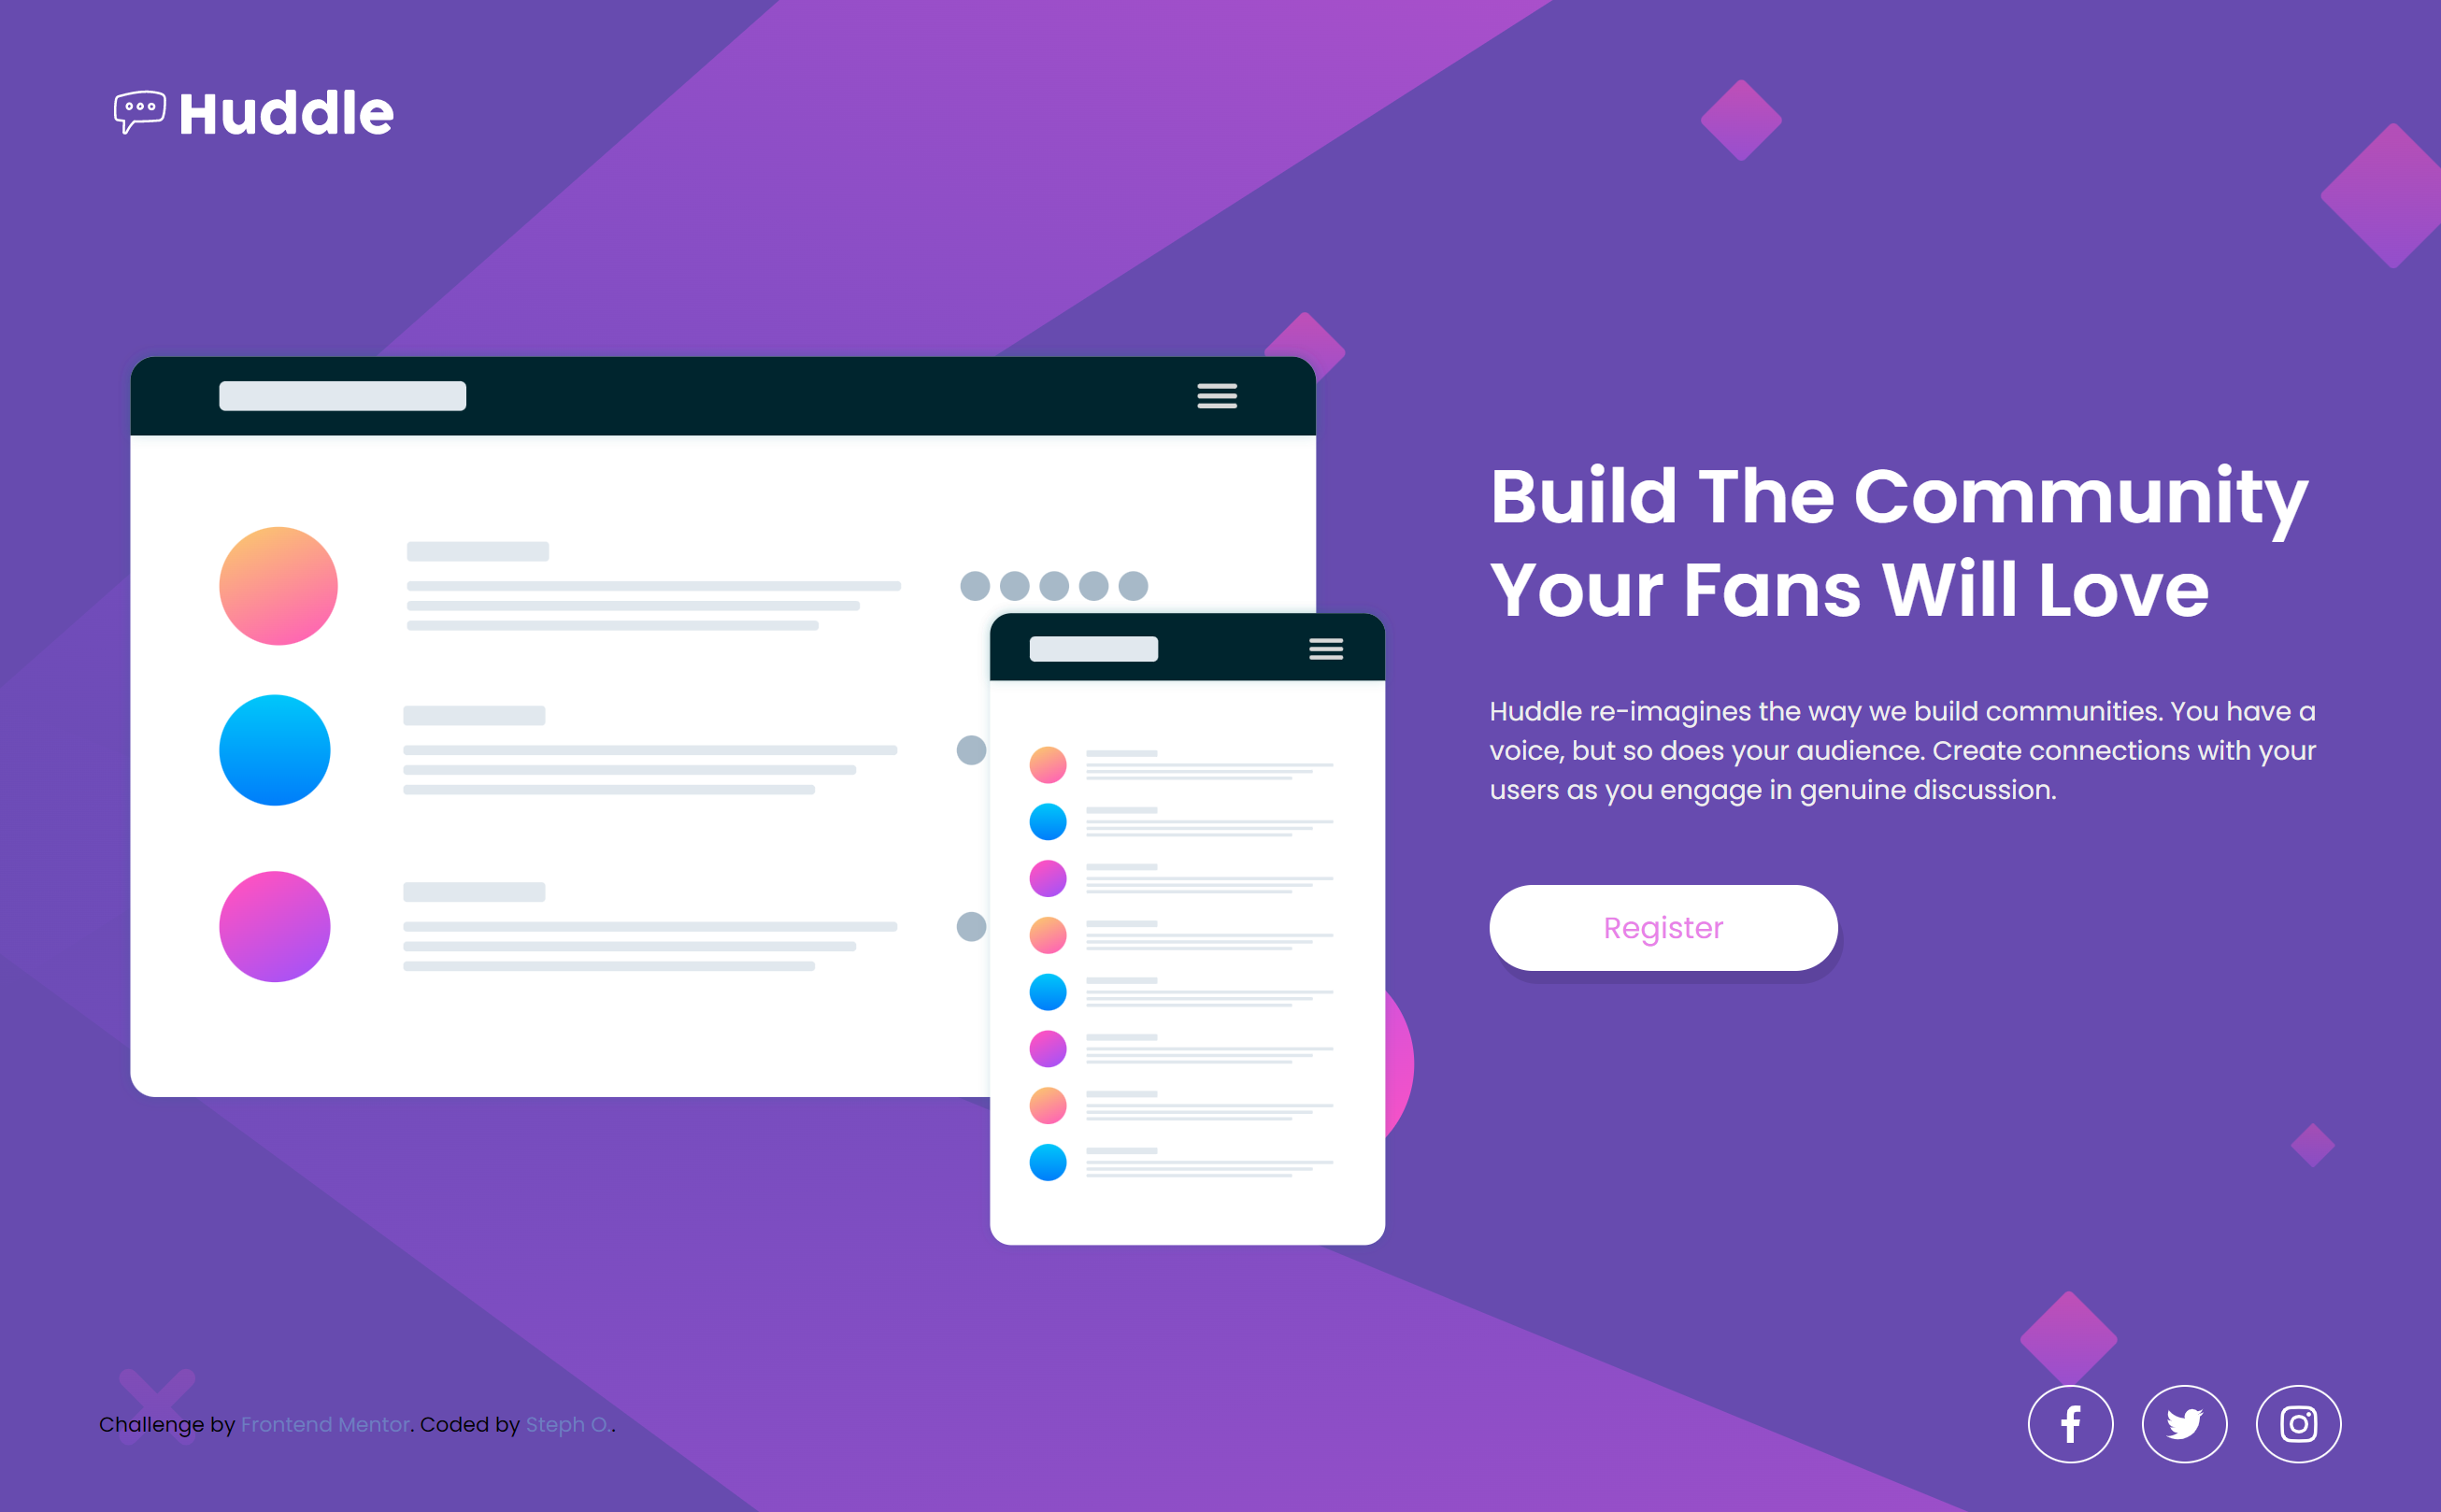 Huddle
Build The Community
Your Fans Will Love
Huddle re-imagines the way we build communities. You have a
voice, but so does your audience. Create connections with your
users as you engage in genuine discussion.
Register
Challenge by Frontend Mentor. Coded by Steph O..